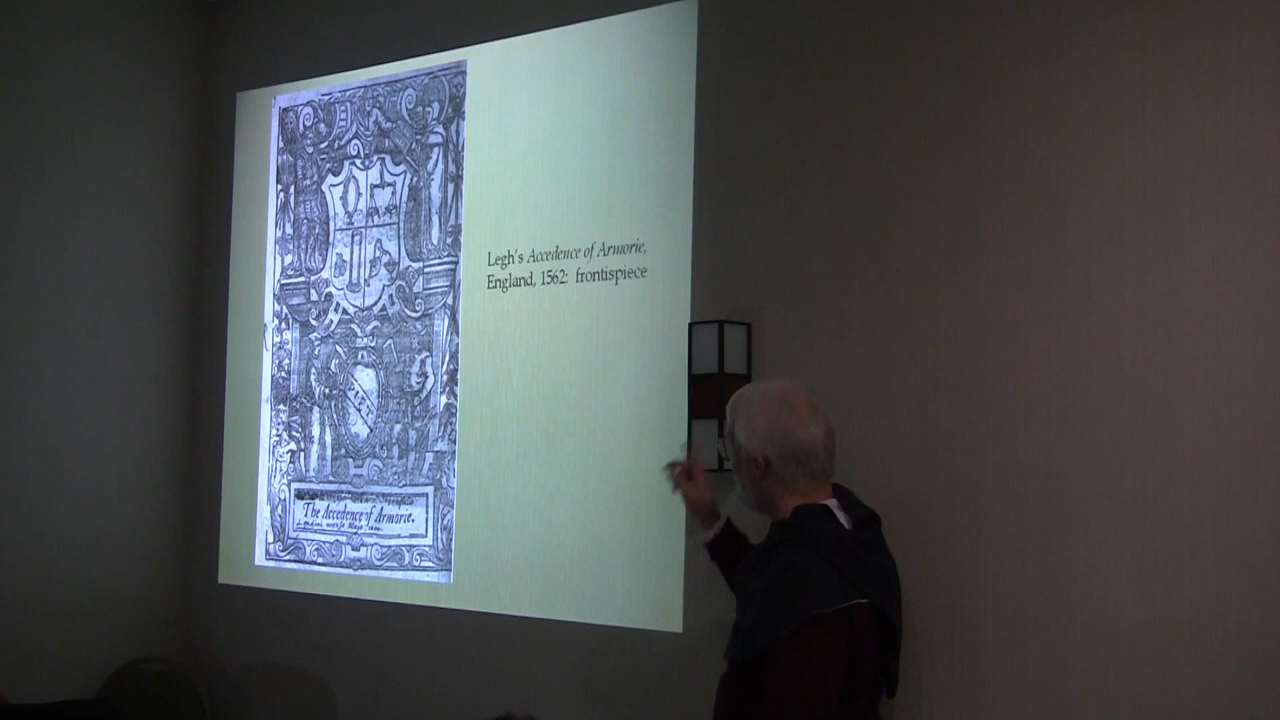 Legh's Accedence of Armorie,
England, 1562: frontispiece
The Accedence of Armorie.